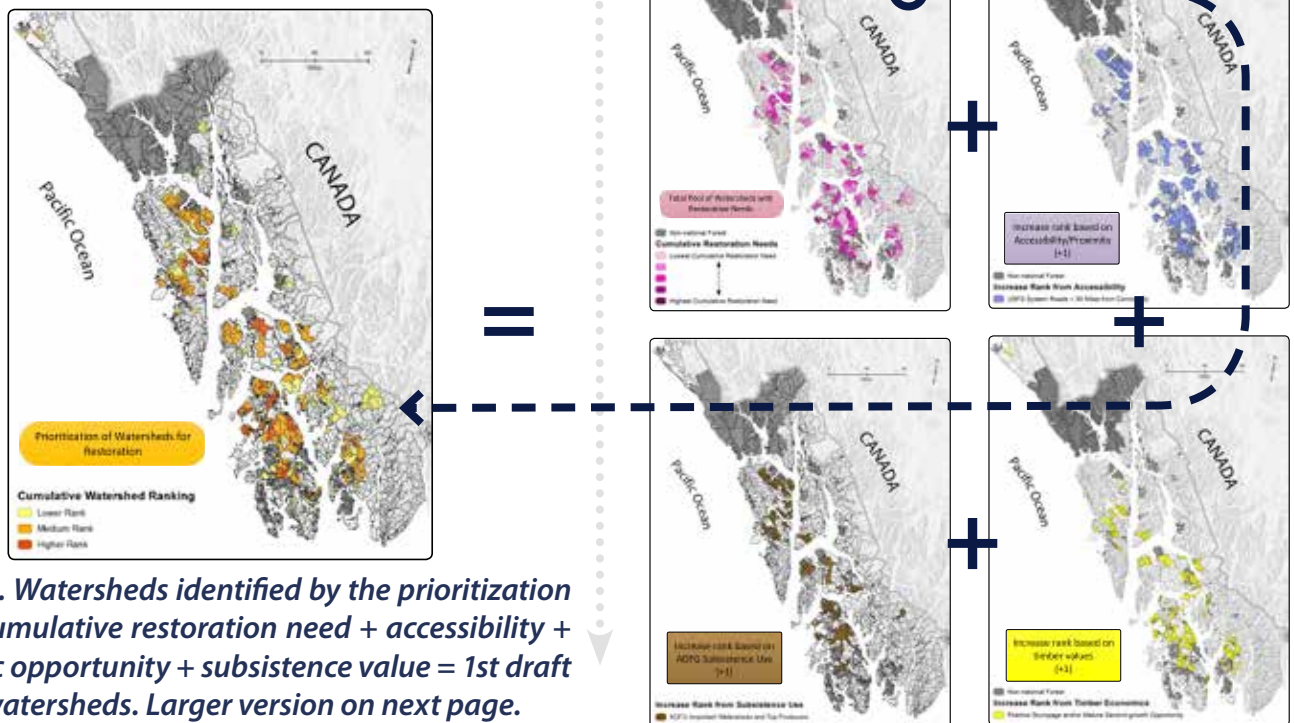 Pacific Ocean
CANADA
Prioritization of Watersheds for
Restoration
Cumulative Watershed Ranking
Lower Rank
Medium Rank
Higher Rank
=
. Watersheds identified by the prioritization
umulative restoration need + accessibility +
c opportunity + subsistence value = 1st draft
vatersheds. Larger version on next page.
Pacific Ocean
CANADA
Total Pool of Watersheds with
Restoration Needs
Non-national Forest
Cumulative Restoration Needs
Lowest Cumulative Restoration Need
Highest Cumulative Restoration Need
+
Pacific Ocean
CANADA
Increase rank based on
Accessibility/Proximity
(+1)
Non-national Forest
Increase Rank from Accessibility
+
Pacific Ocean
CANADA
Increase rank based on
ADFG Subsistence Use
(+1)
Increase Rank from Subsistence Use
+
Pacific Ocean
CANADA
Increase rank based on
timber values
(+1)
Non-national Forest
Increase Rank from Timber Economics